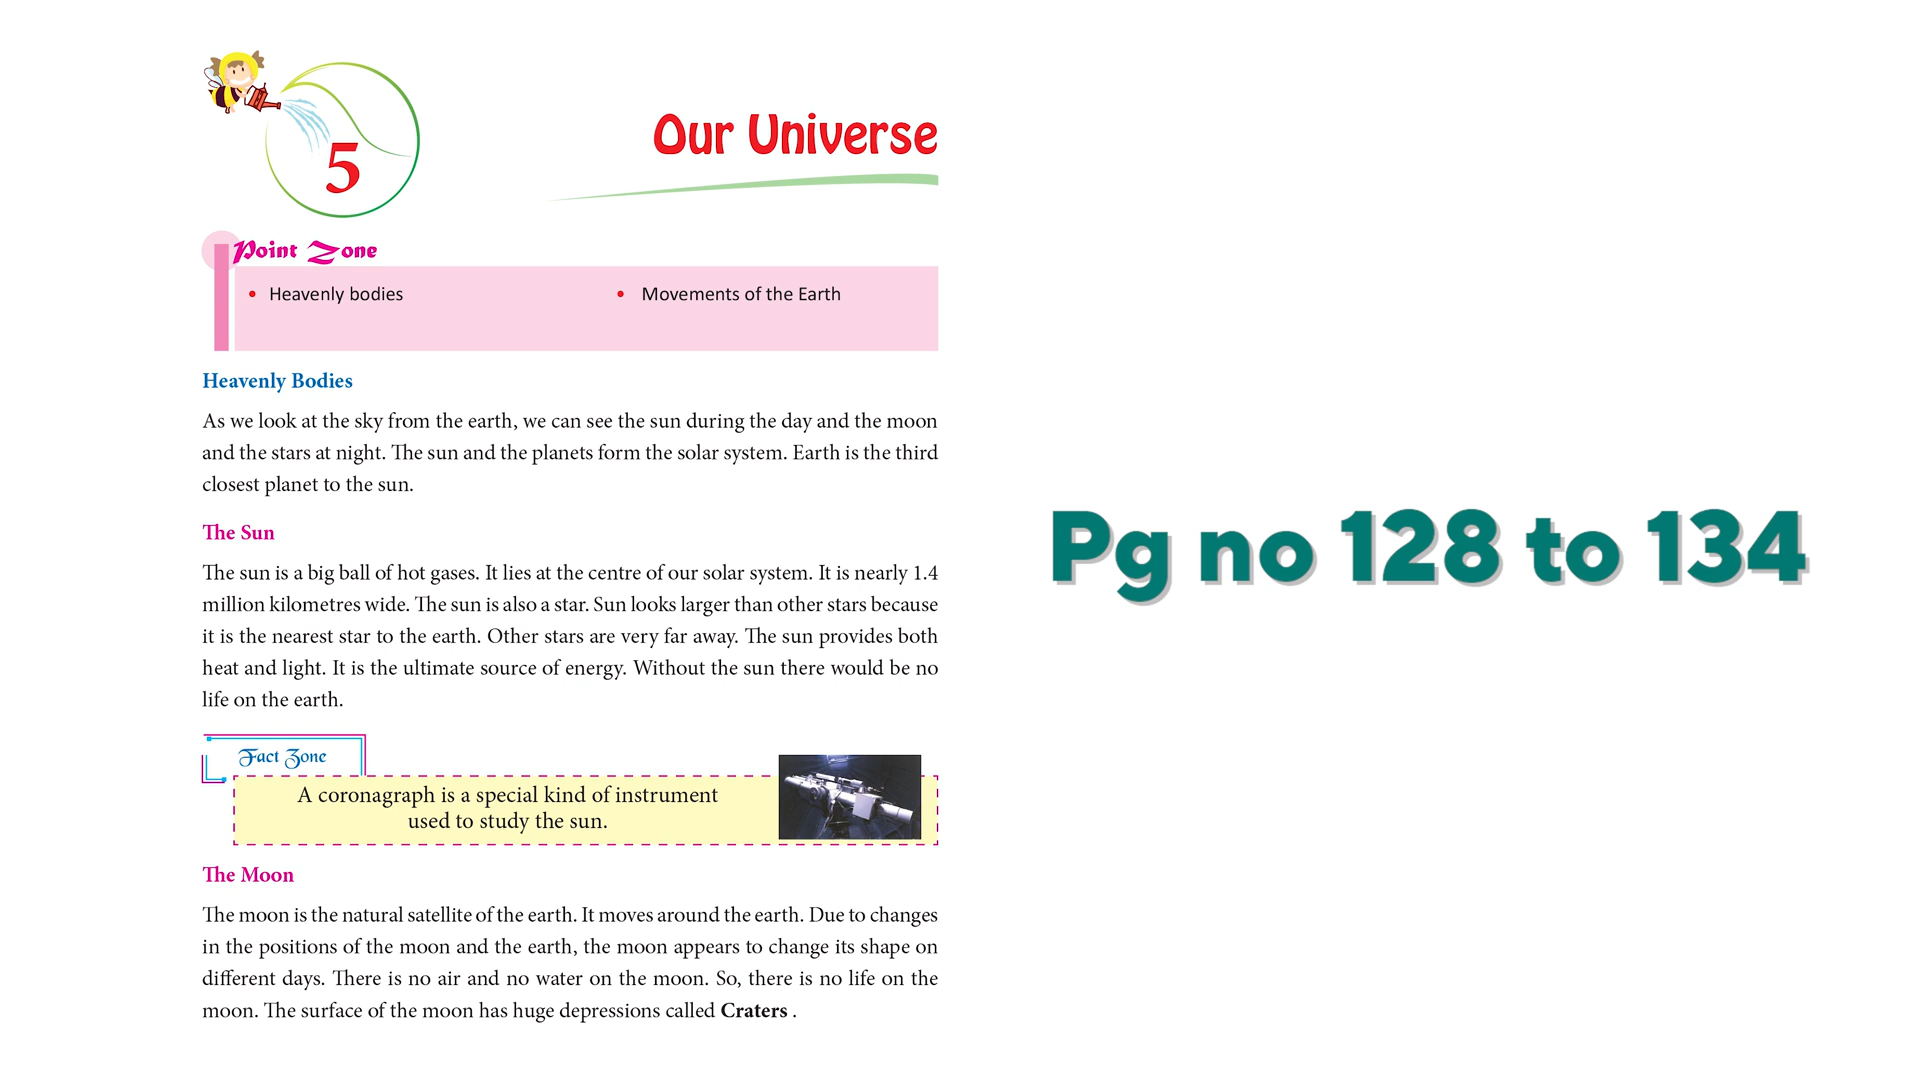 5
Our Universe
Point Zone
• Heavenly bodies
• Movements of the Earth
Heavenly Bodies
As we look at the sky from the earth, we can see the sun during the day and the moon
and the stars at night. The sun and the planets form the solar system. Earth is the third
closest planet to the sun.
The Sun
The sun is a big ball of hot gases. It lies at the centre of our solar system. It is nearly 1.4
million kilometres wide. The sun is also a star. Sun looks larger than other stars because
it is the nearest star to the earth. Other stars are very far away. The sun provides both
heat and light. It is the ultimate source of energy. Without the sun there would be no
life on the earth.
Fact Zone
A coronagraph is a special kind of instrument
used to study the sun.
The Moon
The moon is the natural satellite of the earth. It moves around the earth. Due to changes
in the positions of the moon and the earth, the moon appears to change its shape on
different days. There is no air and no water on the moon. So, there is no life on the
moon. The surface of the moon has huge depressions called Craters .
Pg no 128 to 134